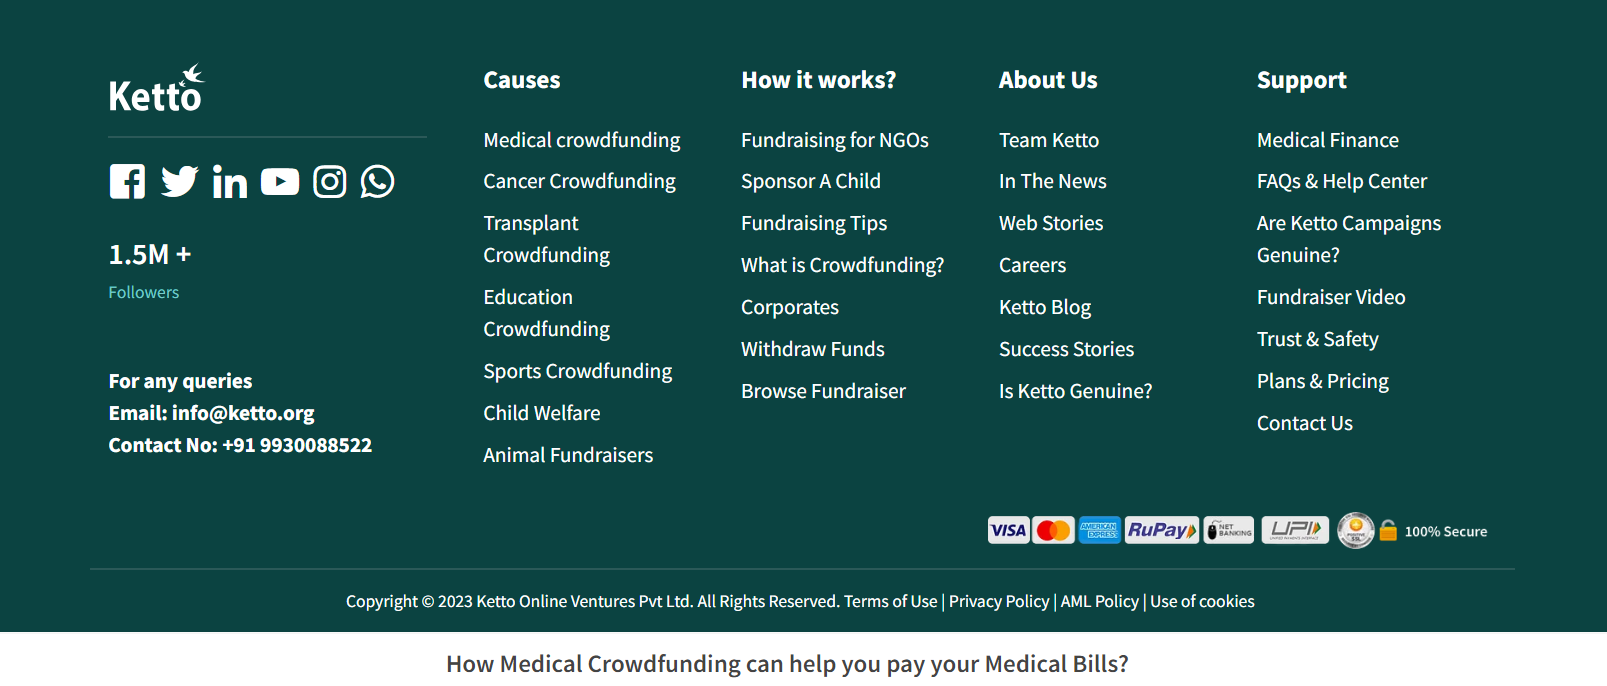 Ketto
1.5M +
Followers
For any queries
Email: info@ketto.org
Contact No: +91 9930088522
Causes
Medical crowdfunding
Cancer Crowdfunding
Transplant
Crowdfunding
Education
Crowdfunding
Sports Crowdfunding
Child Welfare
Animal Fundraisers
How it works?
Fundraising for NGOs
Sponsor A Child
Fundraising Tips
What is Crowdfunding?
Corporates
Withdraw Funds
Browse Fundraiser
About Us
Team Ketto
In The News
Web Stories
Careers
Ketto Blog
Success Stories
Is Ketto Genuine?
Support
Medical Finance
FAQs & Help Center
Are Ketto Campaigns
Genuine?
Fundraiser Video
Trust & Safety
Plans & Pricing
Contact Us
VISA
AMERICAN
EXPRESS
RuPay
NET
BANKING
UPI
POSITIVE
SSL
100% Secure
Copyright © 2023 Ketto Online Ventures Pvt Ltd. All Rights Reserved. Terms of Use | Privacy Policy | AML Policy | Use of cookies
How Medical Crowdfunding can help you pay your Medical Bills?